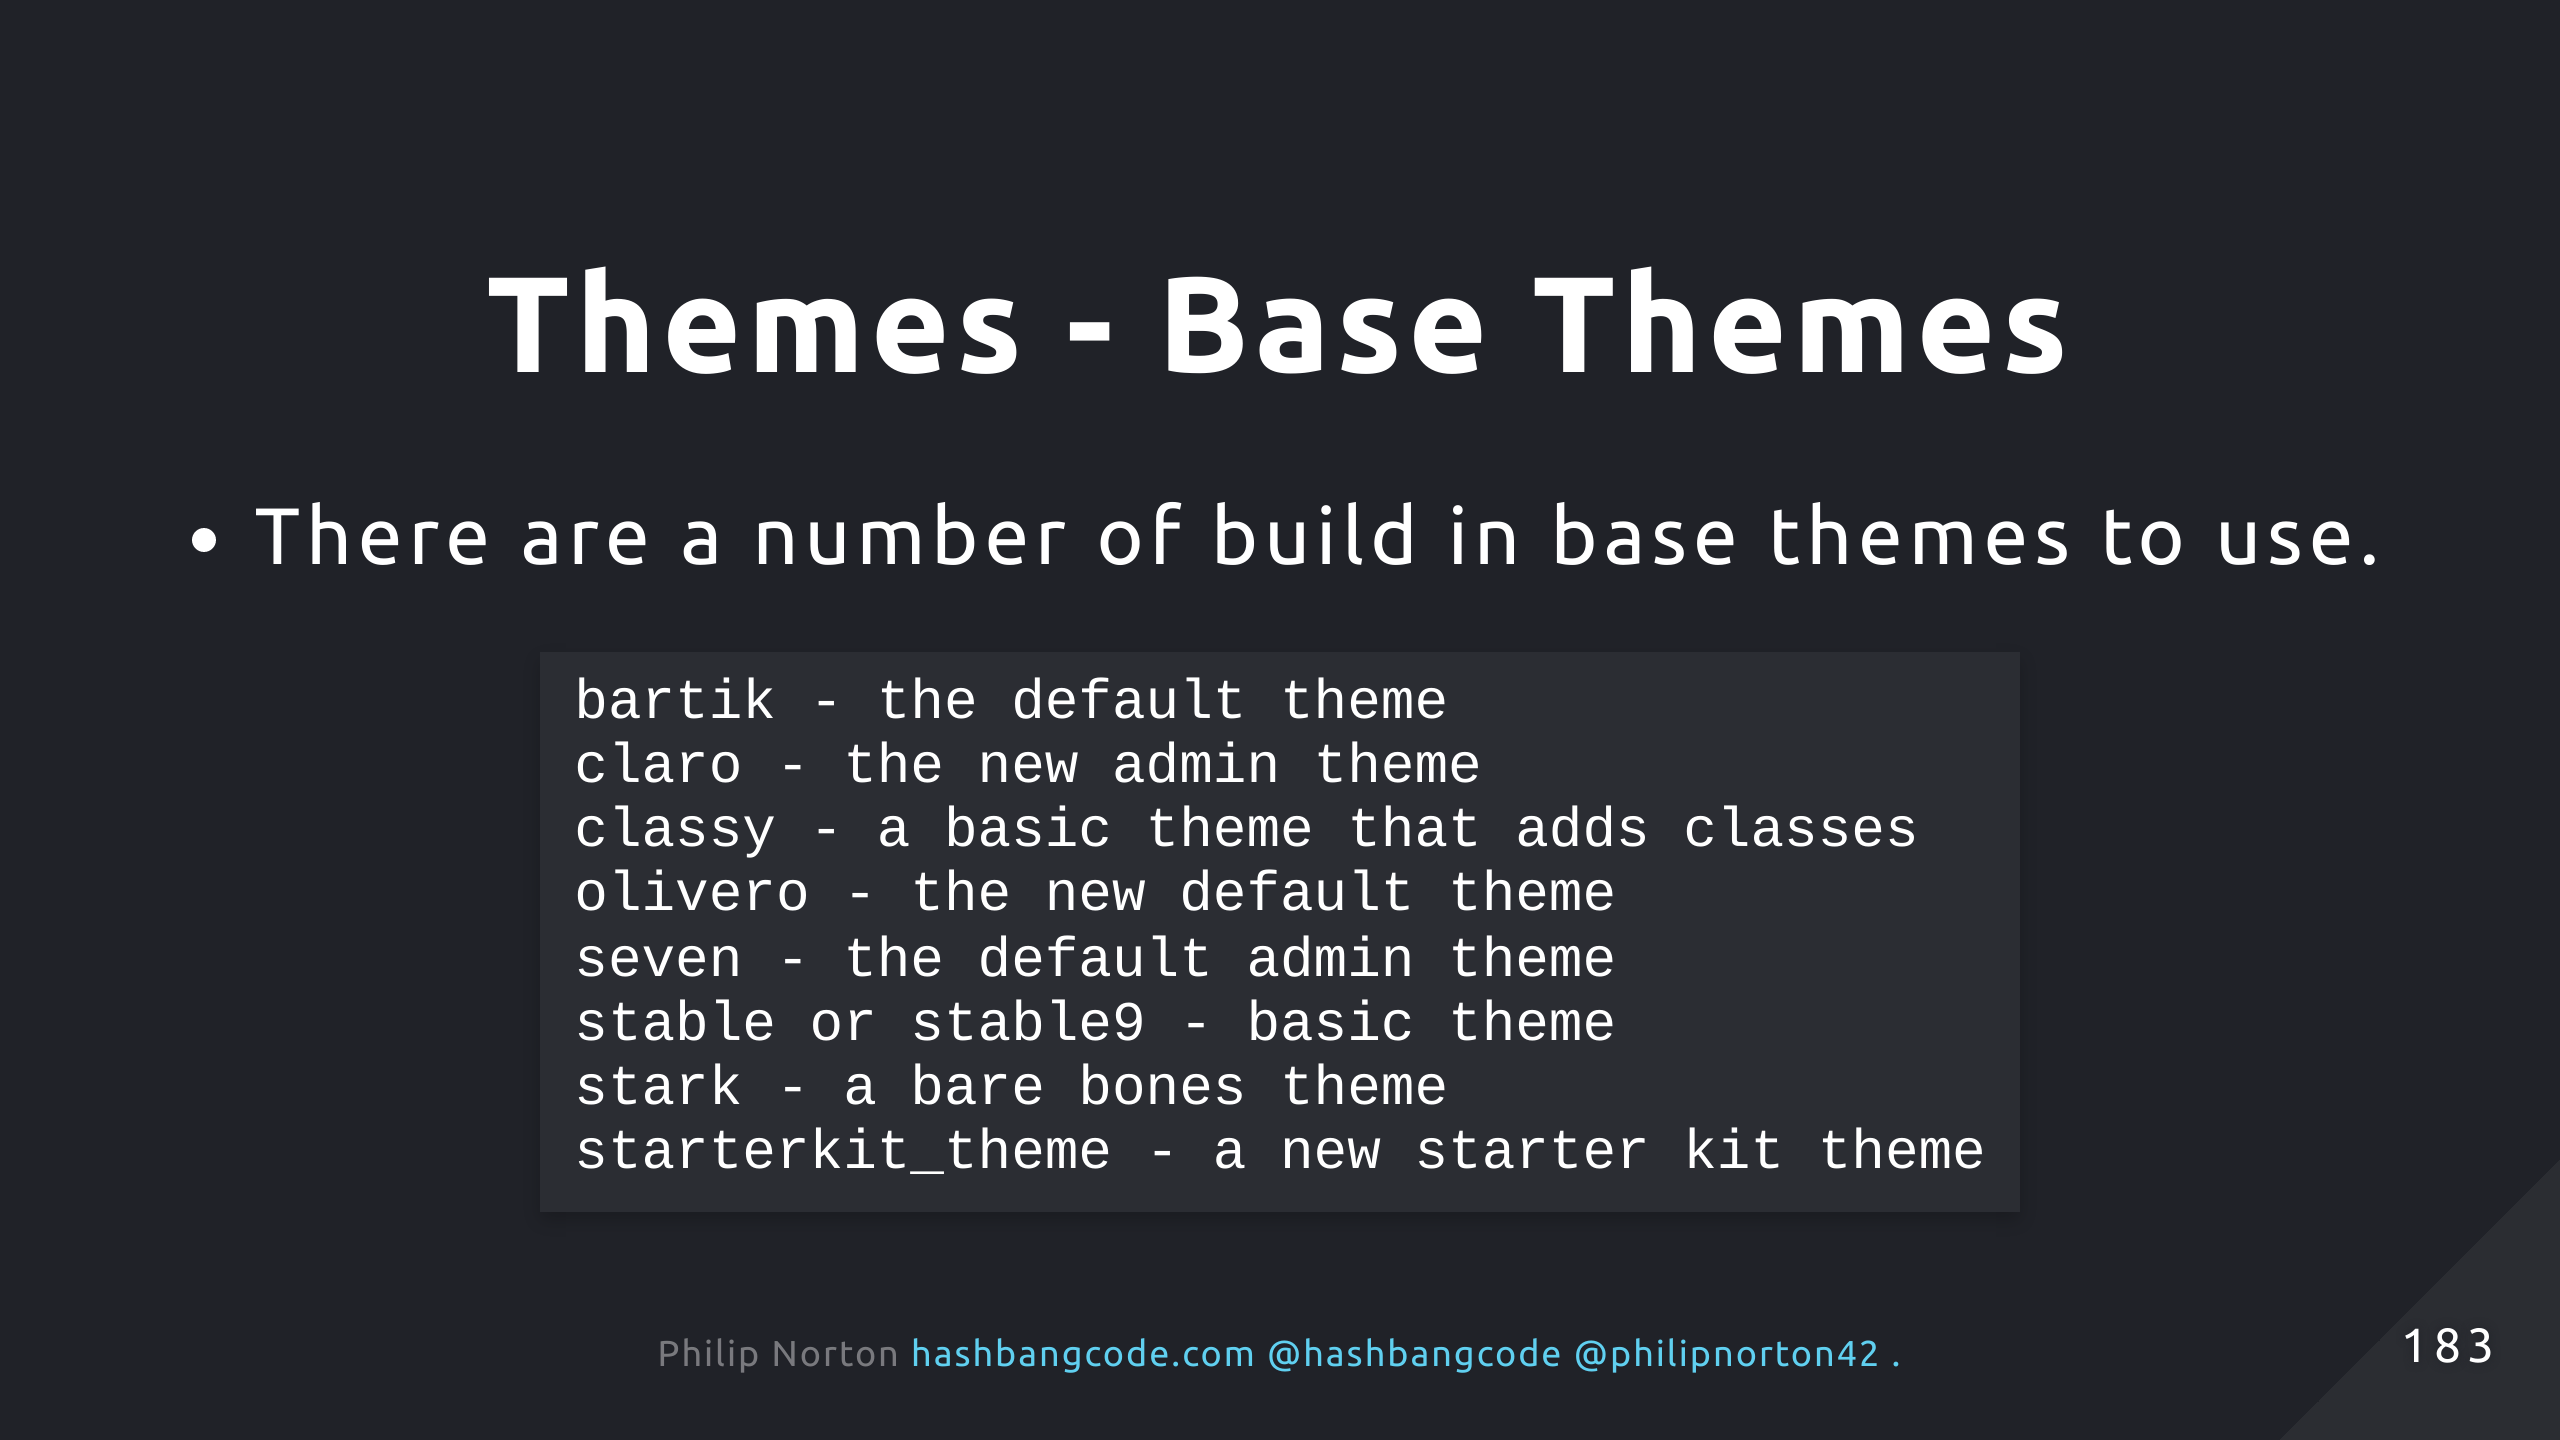 Themes - Base Themes
• There are a number of build in base themes to use.
bartik - the default theme
claro - the new admin theme
classy - a basic theme that adds classes
olivero - the new default theme
seven - the default admin theme
stable or stable9 - basic theme
stark - a bare bones theme
starterkit_theme - a new starter kit theme
Philip Norton hashbangcode.com @hashbangcode @philipnorton42 .
183